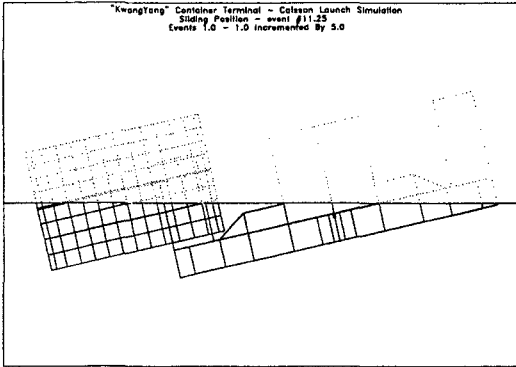 "KwangYang" Container Terminal - Caisson Launch Simulation
Sliding Position - event #11.25
Events 1.0 - 1.0 Incremented By 5.0